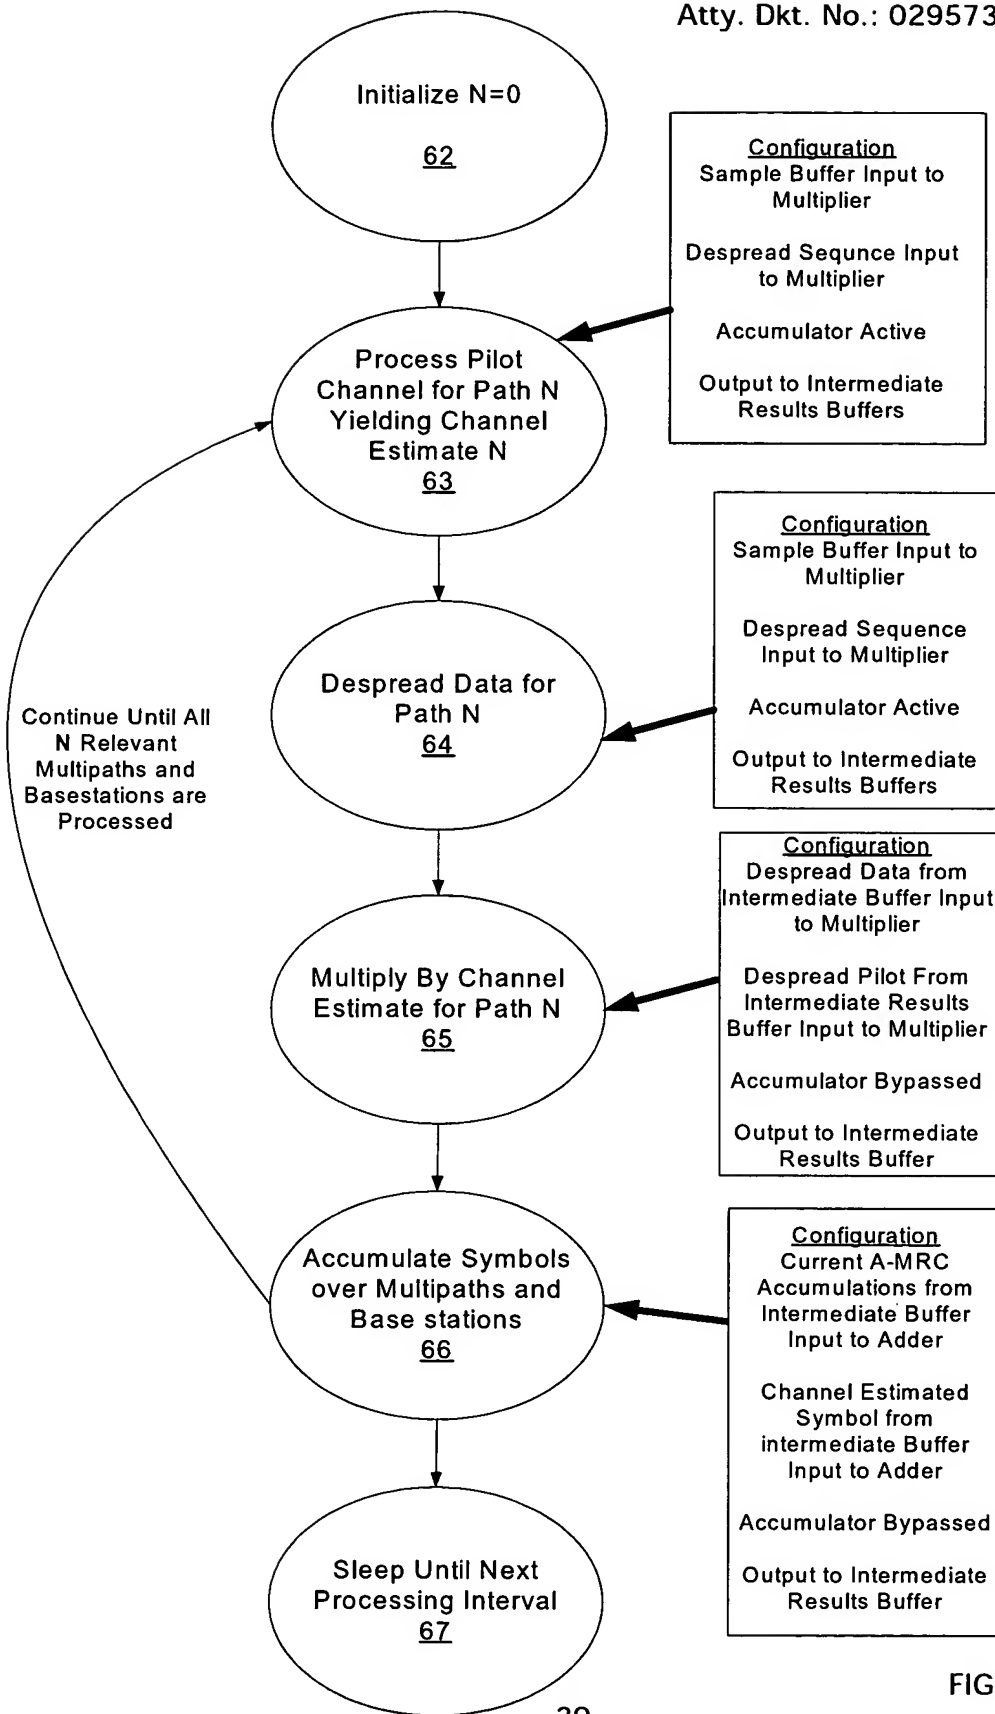 Atty. Dkt. No.: 029573
Initialize N=0
62
Configuration
Sample Buffer Input to
Multiplier
Despread Sequnce Input
to Multiplier
Accumulator Active
Output to Intermediate
Results Buffers
Process Pilot
Channel for Path N
Yielding Channel
Estimate N
63
Configuration
Sample Buffer Input to
Multiplier
Despread Sequence
Input to Multiplier
Accumulator Active
Output to Intermediate
Results Buffers
Despread Data for
Path N
64
Continue Until All
N Relevant
Multipaths and
Basestations are
Processed
Configuration
Despread Data from
Intermediate Buffer Input
to Multiplier
Despread Pilot From
Intermediate Results
Buffer Input to Multiplier
Accumulator Bypassed
Output to Intermediate
Results Buffer
Multiply By Channel
Estimate for Path N
65
Configuration
Current A-MRC
Accumulations from
Intermediate Buffer
Input to Adder
Channel Estimated
Symbol from
intermediate Buffer
Input to Adder
Accumulator Bypassed
Output to Intermediate
Results Buffer
Accumulate Symbols
over Multipaths and
Base stations
66
Sleep Until Next
Processing Interval
67
FIG